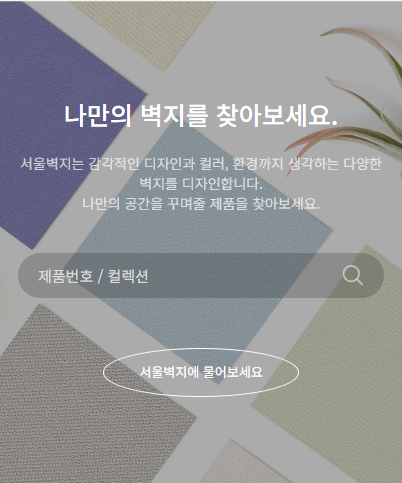 나만의 벽지를 찾아보세요.
서울벽지는 감각적인 디자인과 컬러, 환경까지 생각하는 다양한
벽지를 디자인합니다.
나만의 공간을 꾸며줄 제품을 찾아보세요.
제품번호 / 컬렉션
서울벽지에 물어보세요